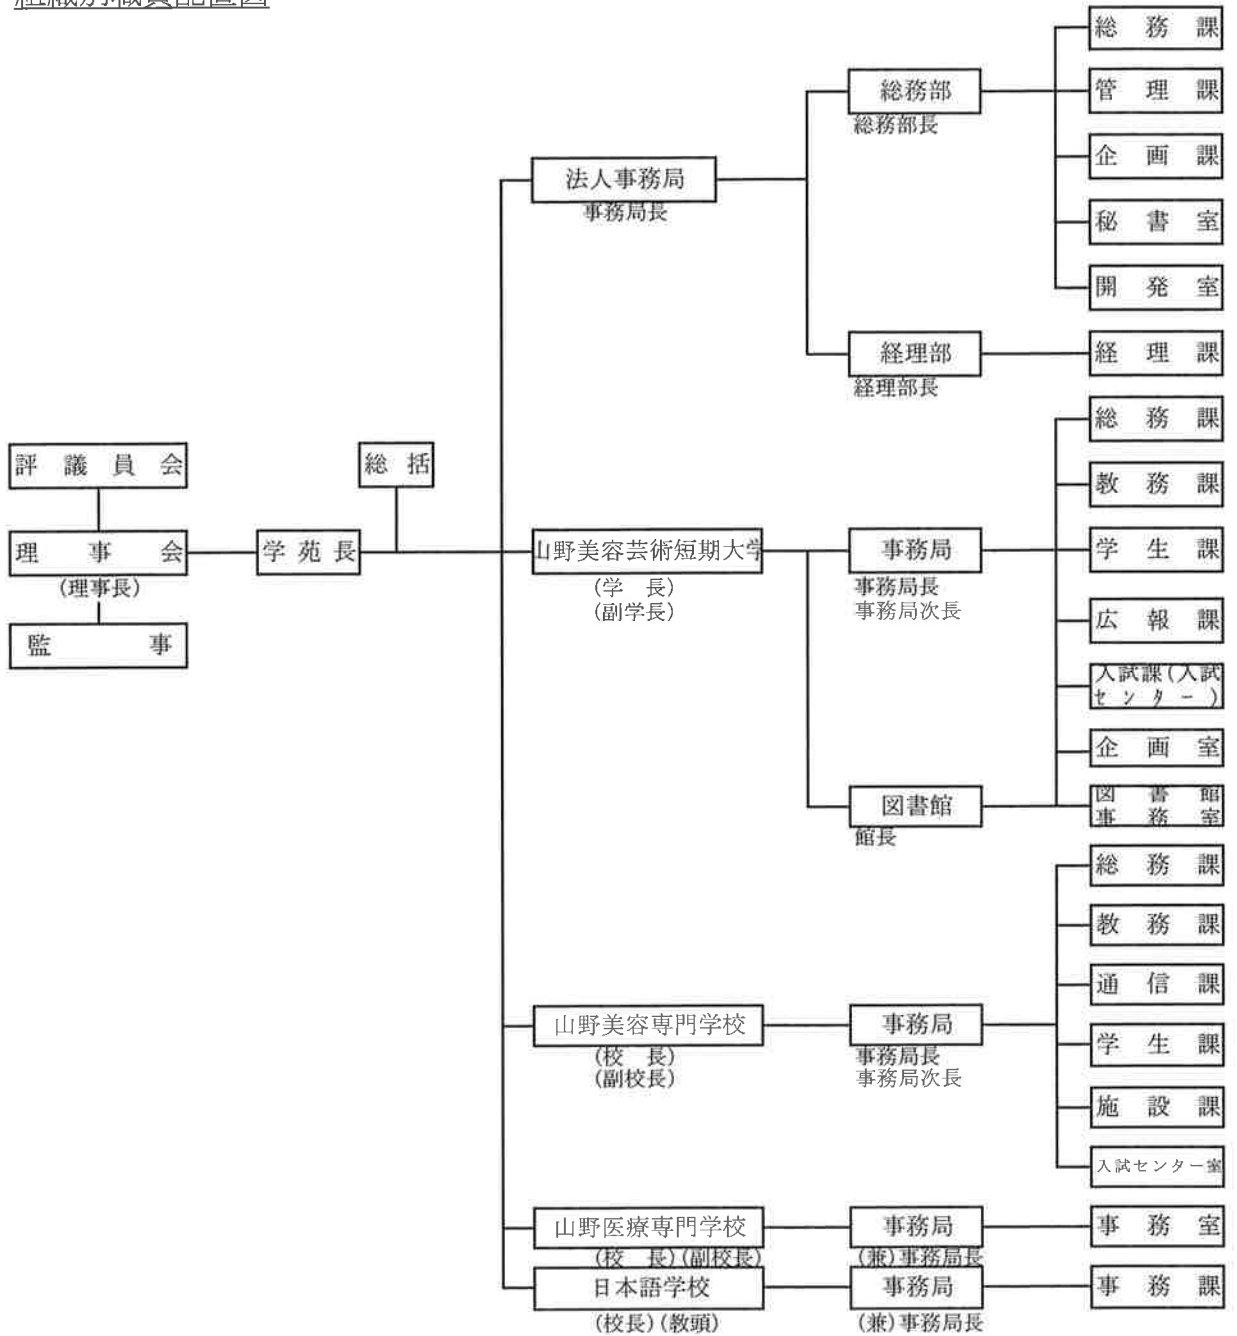 組織別職員配置図
総務課
総務部
総務部長
管理課
企画課
法人事務局
事務局長
秘書室
開発室
経理部
経理部長
経理課
総務課
評議員会
総括
教務課
理事会
(理事長)
学苑長
山野美容芸術短期大学
(学 長)
(副学長)
事務局
事務局長
事務局次長
学生課
監事
広報課
入試課(入試
センター)
企画室
図書館
館長
図書館
事務室
総務課
教務課
通信課
山野美容専門学校
(校 長)
(副校長)
事務局
事務局長
事務局次長
学生課
施設課
入試センター室
山野医療専門学校
(校 長)(副校長)
事務局
(兼)事務局長
事務室
日本語学校
(校長)(教頭)
事務局
(兼)事務局長
事務課